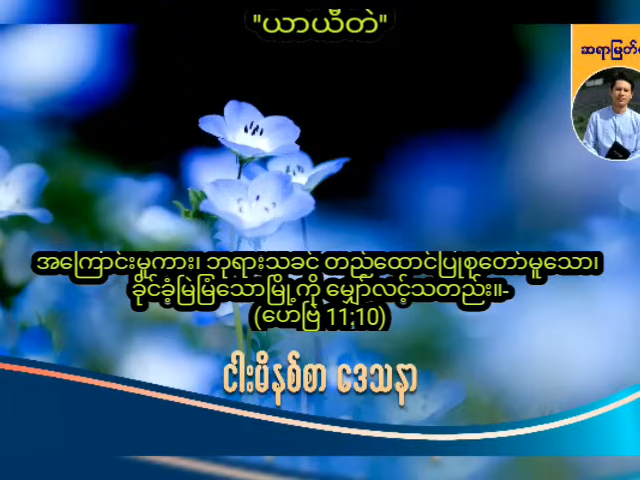 "ယာယီတဲ"
ဆရာမြတ်
အကြောင်းမူကား၊ ဘုရားသခင် တည်ထောင်ပြုစုတော်မူသော၊
ခိုင်ခံ့မြဲမြံသောမြို့ကို မျှော်လင့်သတည်း။-
(ဟေဗြဲ 11:10)
ငါးမိနစ်စာ ဒေသနာ